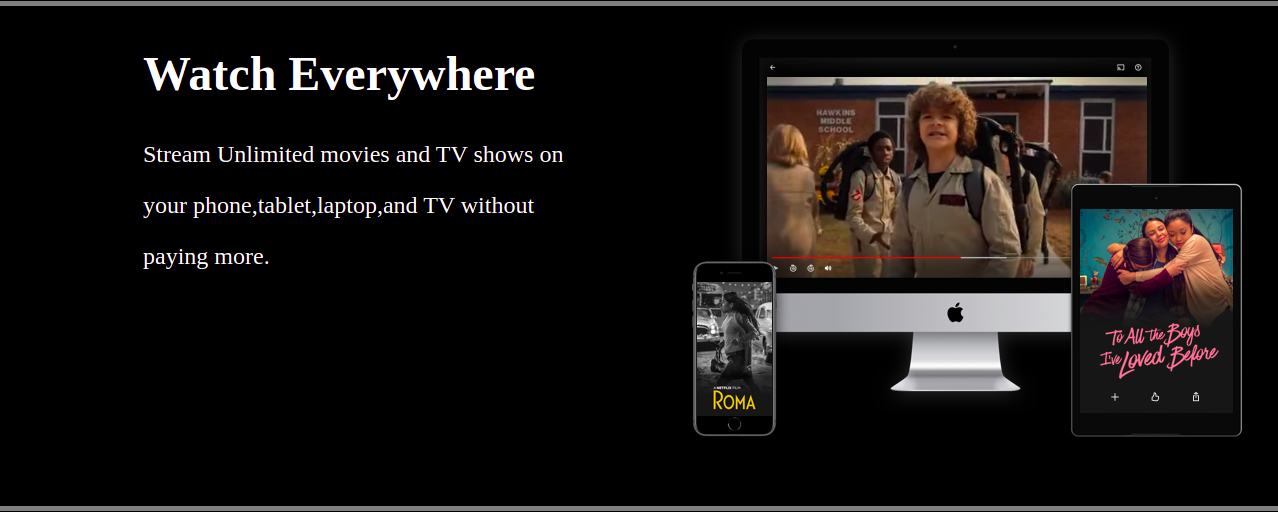 Watch Everywhere
Stream Unlimited movies and TV shows on
your phone,tablet,laptop,and TV without
paying more.
HAWKINS
MIDDLE
SCHOOL
A NETFLIX FILM
ROMA
To All the Boys
I've Loved Before